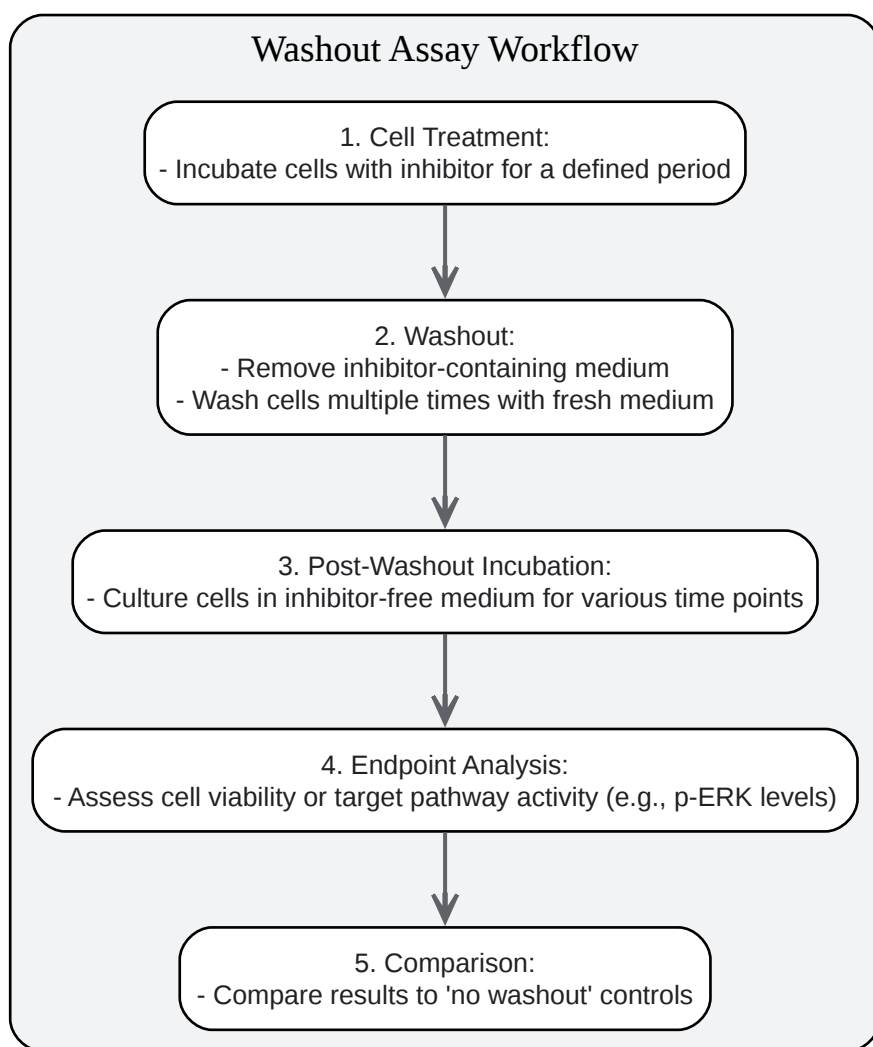 Washout Assay Workflow
1. Cell Treatment:
- Incubate cells with inhibitor for a defined period
2. Washout:
- Remove inhibitor-containing medium
- Wash cells multiple times with fresh medium
3. Post-Washout Incubation:
- Culture cells in inhibitor-free medium for various time points
4. Endpoint Analysis:
- Assess cell viability or target pathway activity (e.g., p-ERK levels)
5. Comparison:
- Compare results to 'no washout' controls